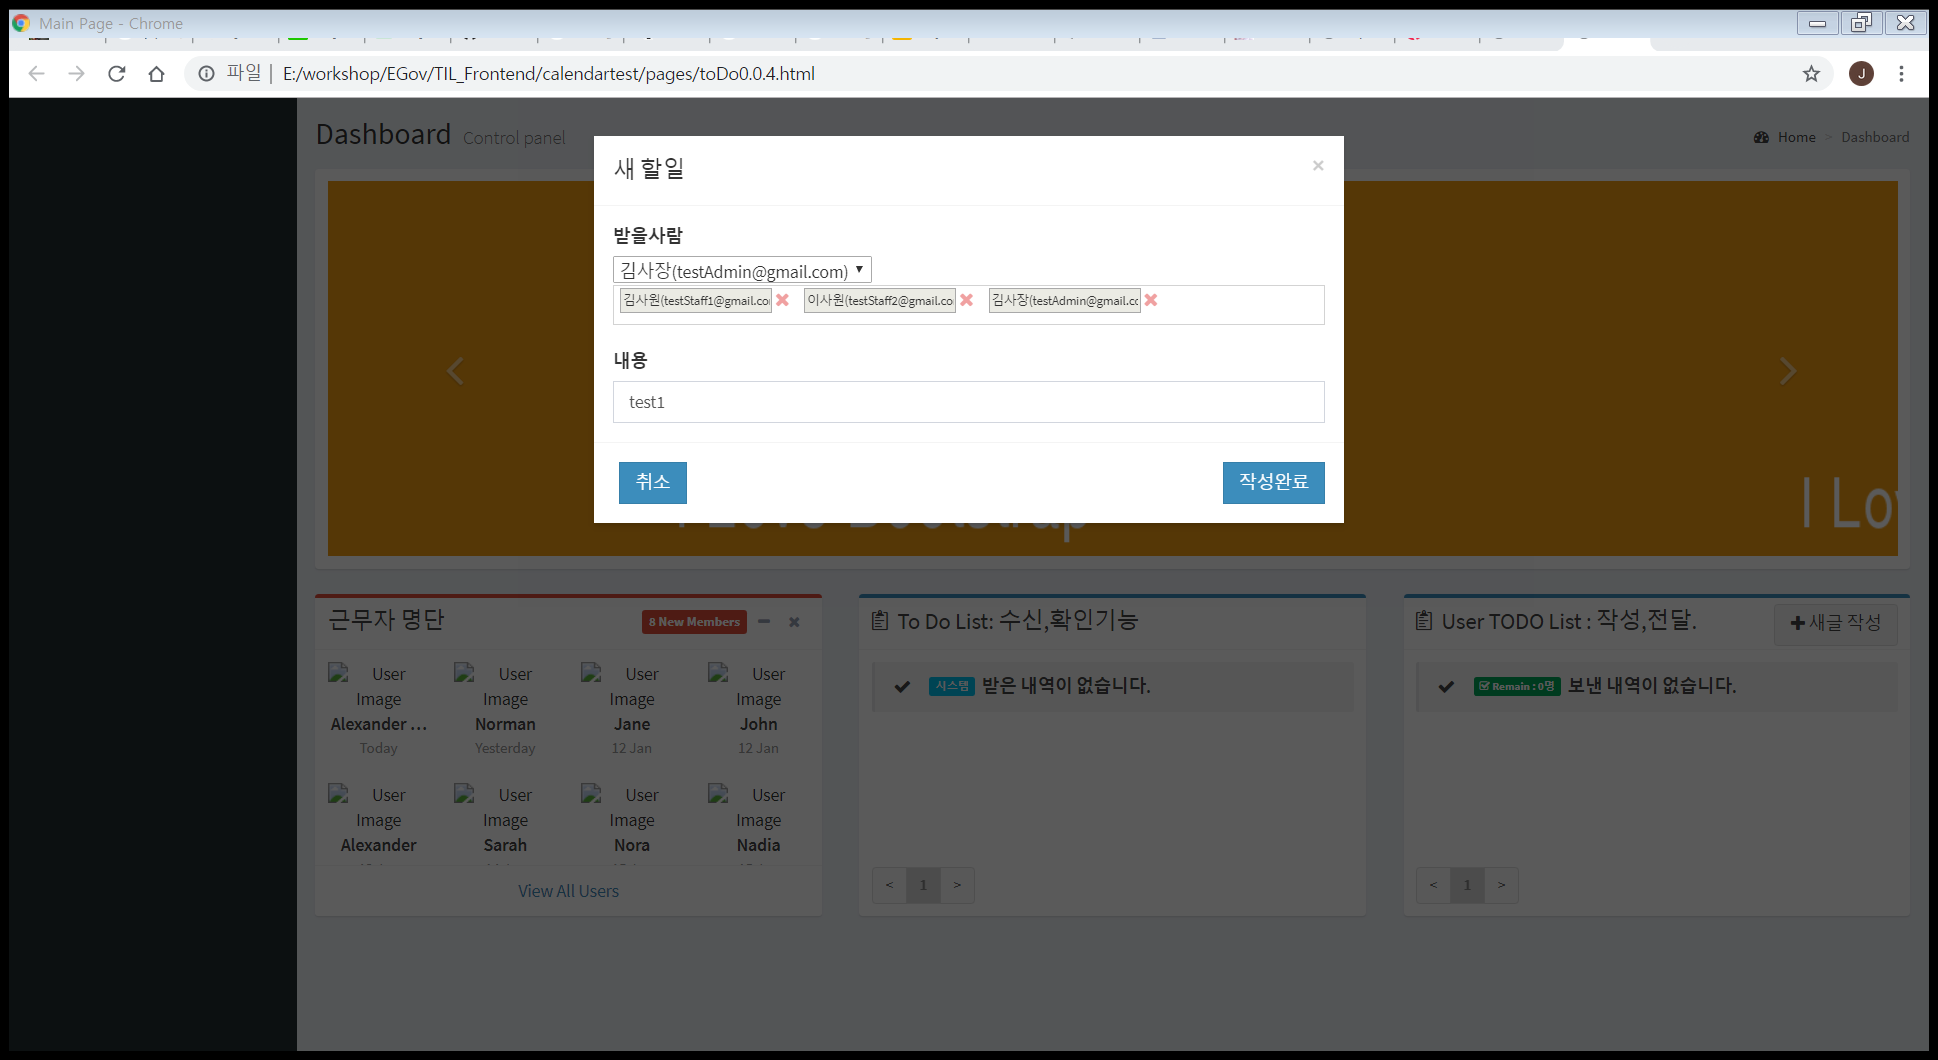 Main Page - Chrome
파일 | E:/workshop/EGov/TIL_Frontend/calendartest/pages/toDo0.0.4.html
J
Dashboard Control panel
Home > Dashboard
새 할일
×
받을사람
김사장(testAdmin@gmail.com)
김사원(testStaff1@gmail.co
이사원(testStaff2@gmail.co
김사장(testAdmin@gmail.cc
내용
test1
취소
작성완료
I Love Bootstrap
I Lov
근무자 명단
8 New Members
User Image
User Image
User Image
User Image
Alexander ...
Norman
Jane
John
Today
Yesterday
12 Jan
12 Jan
User Image
User Image
User Image
User Image
Alexander
Sarah
Nora
Nadia
View All Users
To Do List: 수신,확인기능
시스템 받은 내역이 없습니다.
< 1 >
User TODO List : 작성,전달.
새글 작성
Remain : 0명 보낸 내역이 없습니다.
< 1 >